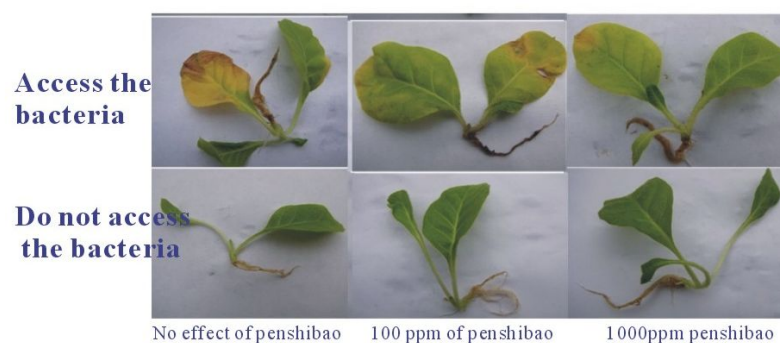 Access the
bacteria
Do not access
the bacteria
No effect of penshibao
100 ppm of penshibao
1000ppm penshibao